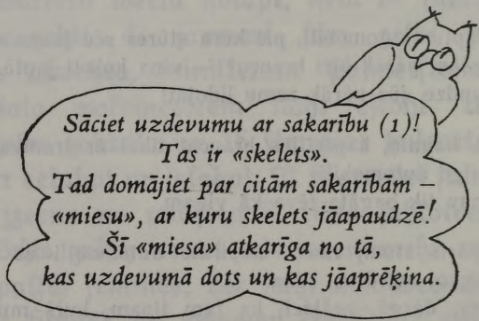 Sāciet uzdevumu ar sakarību (1)!
Tas ir «skelets».
Tad domājiet par citām sakarībām –
«miesu», ar kuru skelets jāapaudzē!
Šī «miesa» atkarīga no tā,
kas uzdevumā dots un kas jāaprēķina.